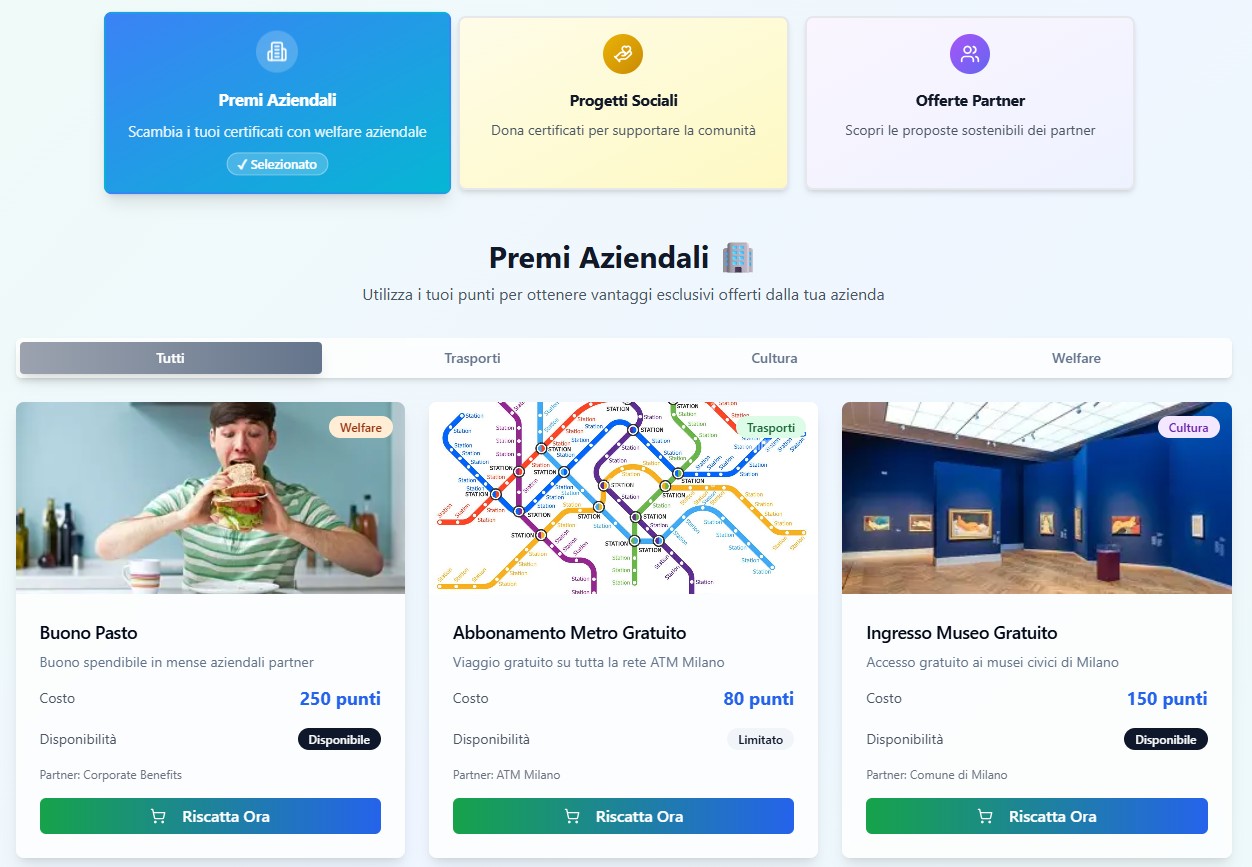 Premi Aziendali
Scambia i tuoi certificati con welfare aziendale
✓ Selezionato
Progetti Sociali
Dona certificati per supportare la comunità
Offerte Partner
Scopri le proposte sostenibili dei partner
Premi Aziendali
Utilizza i tuoi punti per ottenere vantaggi esclusivi offerti dalla tua azienda
Tutti
Trasporti
Cultura
Welfare
Welfare
Buono Pasto
Buono spendibile in mense aziendali partner
Costo
250 punti
Disponibilità
Disponibile
Partner: Corporate Benefits
Riscatta Ora
Trasporti
STATION
Station
Abbonamento Metro Gratuito
Viaggio gratuito su tutta la rete ATM Milano
Costo
80 punti
Disponibilità
Limitato
Partner: ATM Milano
Riscatta Ora
Cultura
Ingresso Museo Gratuito
Accesso gratuito ai musei civici di Milano
Costo
150 punti
Disponibilità
Disponibile
Partner: Comune di Milano
Riscatta Ora